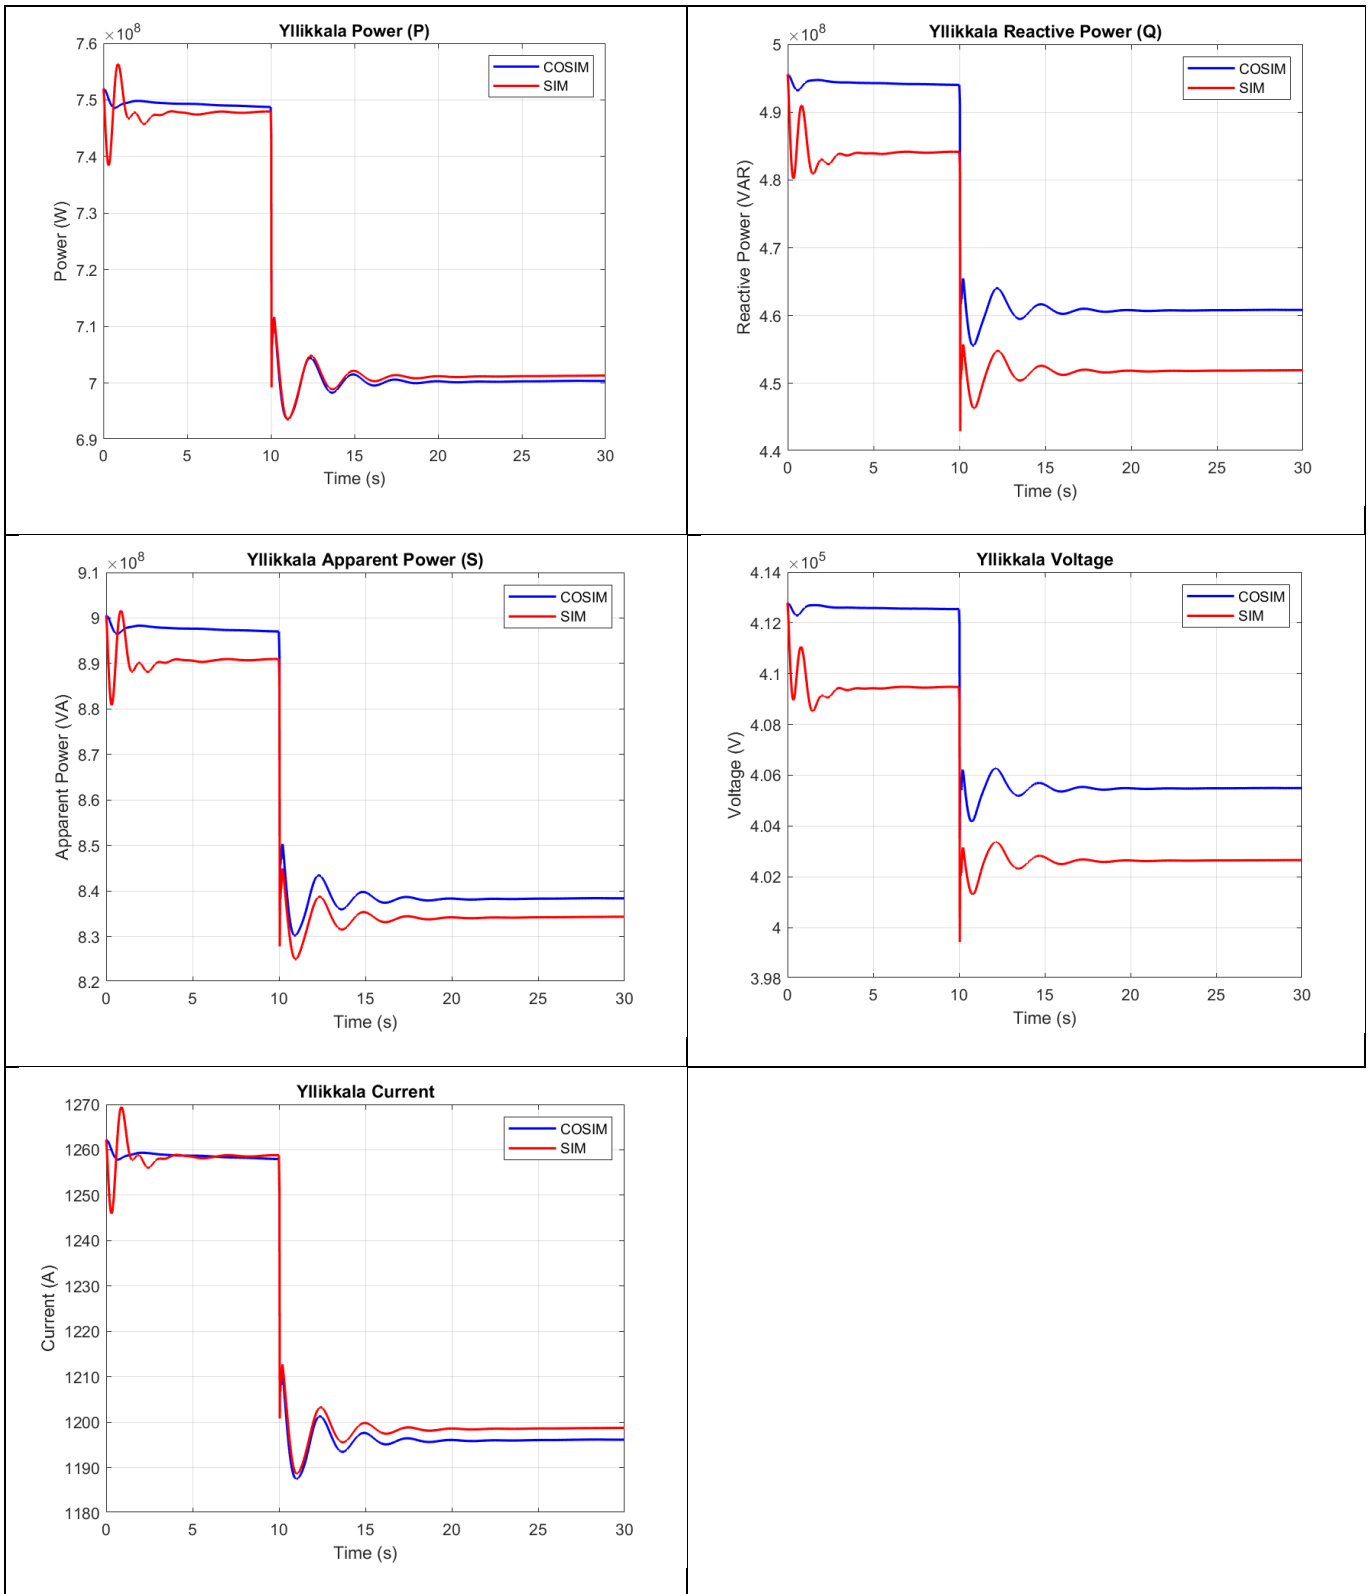 Yllikkala Power (P)
×10^8
7.6
7.5
7.4
7.3
7.2
7.1
7
6.9
Power (W)
0 5 10 15 20 25 30
Time (s)
COSIM
SIM
Yllikkala Reactive Power (Q)
×10^8
5
4.9
4.8
4.7
4.6
4.5
4.4
Reactive Power (VAR)
0 5 10 15 20 25 30
Time (s)
COSIM
SIM
Yllikkala Apparent Power (S)
×10^8
9.1
9
8.9
8.8
8.7
8.6
8.5
8.4
8.3
8.2
Apparent Power (VA)
0 5 10 15 20 25 30
Time (s)
COSIM
SIM
Yllikkala Voltage
×10^5
4.14
4.12
4.1
4.08
4.06
4.04
4.02
4
3.98
Voltage (V)
0 5 10 15 20 25 30
Time (s)
COSIM
SIM
Yllikkala Current
1270
1260
1250
1240
1230
1220
1210
1200
1190
1180
Current (A)
0 5 10 15 20 25 30
Time (s)
COSIM
SIM